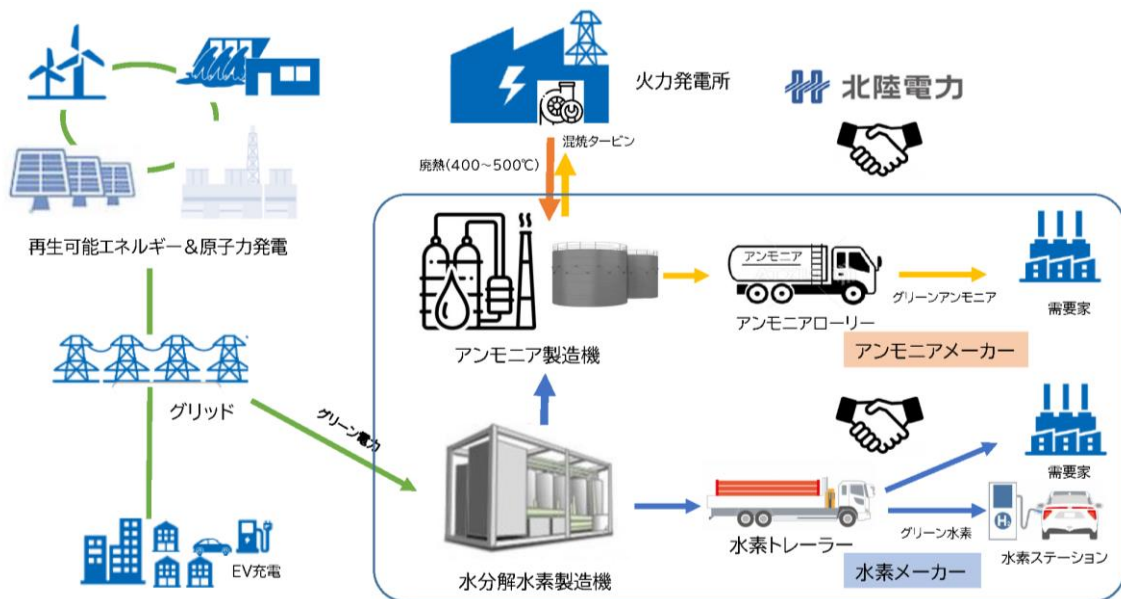 火力発電所
北陸電力
混焼タービン
廃熱(400～500℃)
再生可能エネルギー＆原子力発電
アンモニア
グリーンアンモニア
アンモニアローリー
需要家
アンモニア製造機
アンモニアメーカー
グリッド
グリーン電力
需要家
H₂
グリーン水素
水素トレーラー
水素ステーション
EV充電
水分解水素製造機
水素メーカー